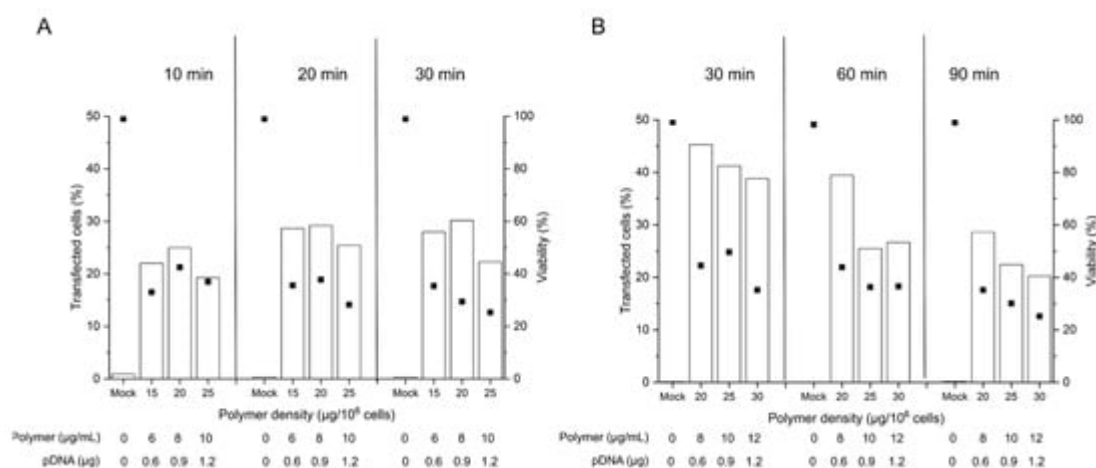 A
10 min 20 min 30 min
50 100
40 80
30 60
20 40
10 20
0 0
Transfected cells (%)
Viability (%)
Mock 15 20 25 Mock 15 20 25 Mock 15 20 25
Polymer density (µg/10⁶ cells)
Polymer (µg/mL) 0 6 8 10 0 6 8 10 0 6 8 10
pDNA (µg) 0 0.6 0.9 1.2 0 0.6 0.9 1.2 0 0.6 0.9 1.2
B
30 min 60 min 90 min
50 100
40 80
30 60
20 40
10 20
0 0
Transfected cells (%)
Viability (%)
Mock 20 25 30 Mock 20 25 30 Mock 20 25 30
Polymer density (µg/10⁶ cells)
Polymer (µg/mL) 0 8 10 12 0 8 10 12 0 8 10 12
pDNA (µg) 0 0.6 0.9 1.2 0 0.6 0.9 1.2 0 0.6 0.9 1.2